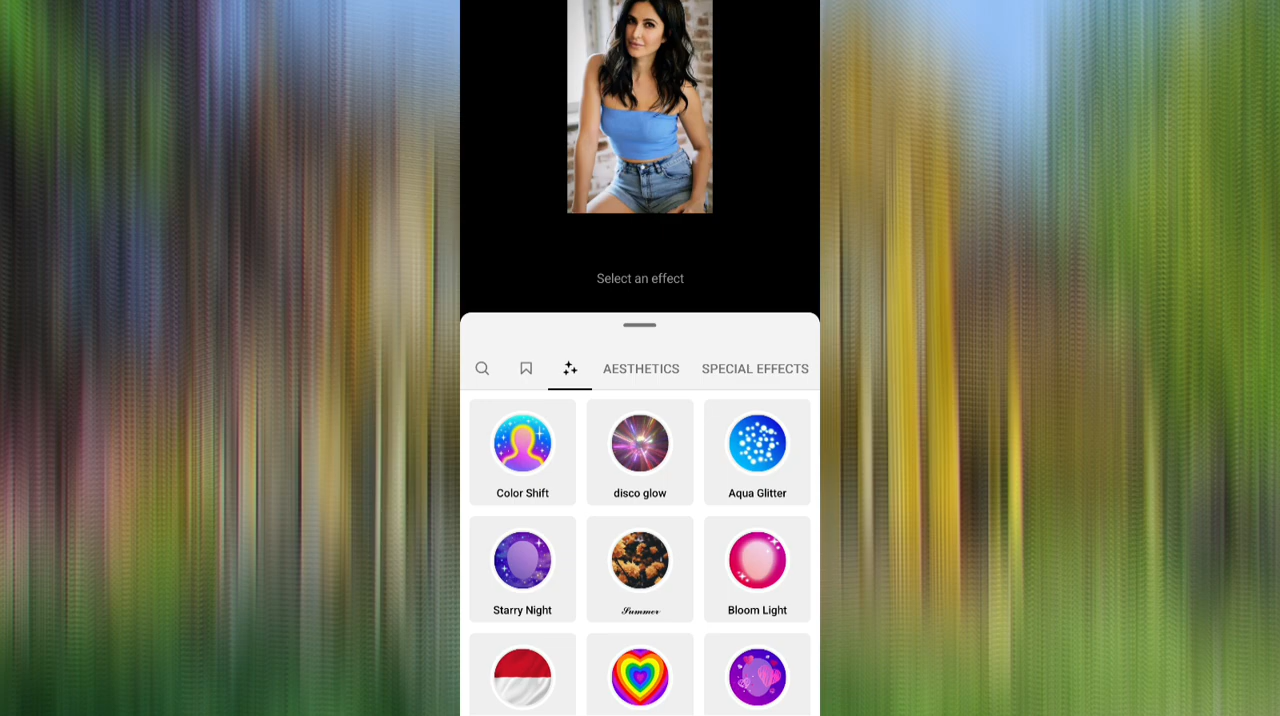 Select an effect
AESTHETICS SPECIAL EFFECTS
Color Shift disco glow Aqua Glitter
Starry Night Summer Bloom Light